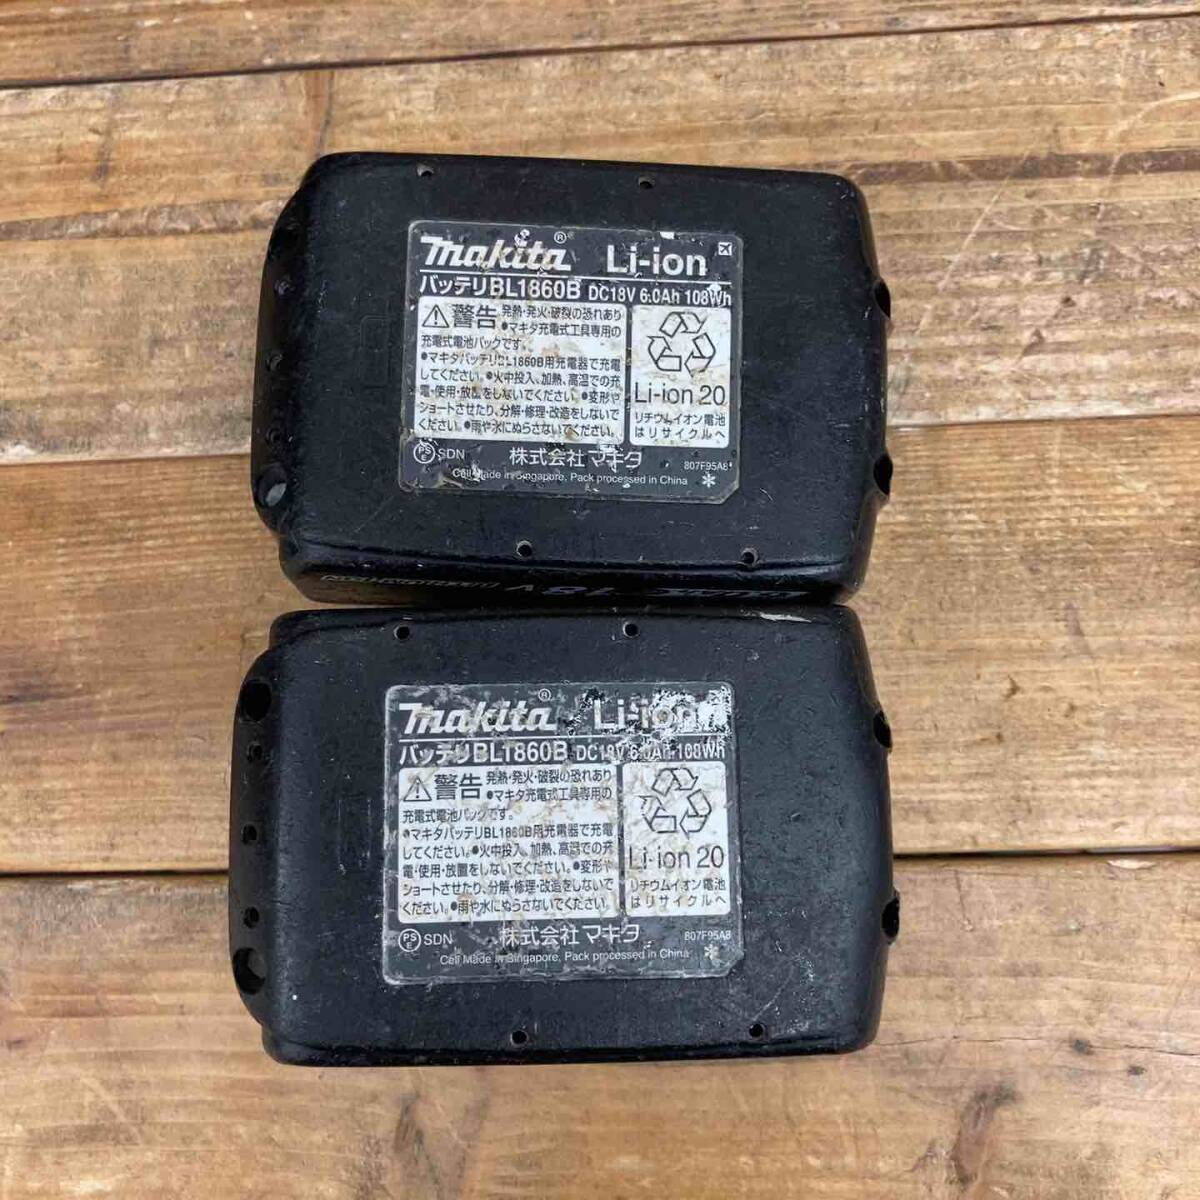 makita® Li-ion
バッテリBL1860B DC18V 6.0Ah 108Wh
警告 発熱・発火・破裂の恐れあり
●マキタ充電式工具専用の
充電式電池パックです。
●マキタバッテリBL1860B用充電器で充電
してください。●火中投入、加熱、高温での充
電・使用・放置をしないでください。●変形や
ショートさせたり、分解・修理・改造をしないで
ください。●雨や水にぬらさないでください。
Li-ion 20
リチウムイオン電池
はリサイクルへ
PSE SDN 株式会社マキタ 807F95A8
Cell Made in Singapore, Pack processed in China *
18V
makita® Li-ion
バッテリBL1860B DC18V 6.0Ah 108Wh
警告 発熱・発火・破裂の恐れあり
●マキタ充電式工具専用の
充電式電池パックです。
●マキタバッテリBL1860B用充電器で充電
してください。●火中投入、加熱、高温での充
電・使用・放置をしないでください。●変形や
ショートさせたり、分解・修理・改造をしないで
ください。●雨や水にぬらさないでください。
Li-ion 20
リチウムイオン電池
はリサイクルへ
PSE SDN 株式会社マキタ 807F95A8
Cell Made in Singapore, Pack processed in China *